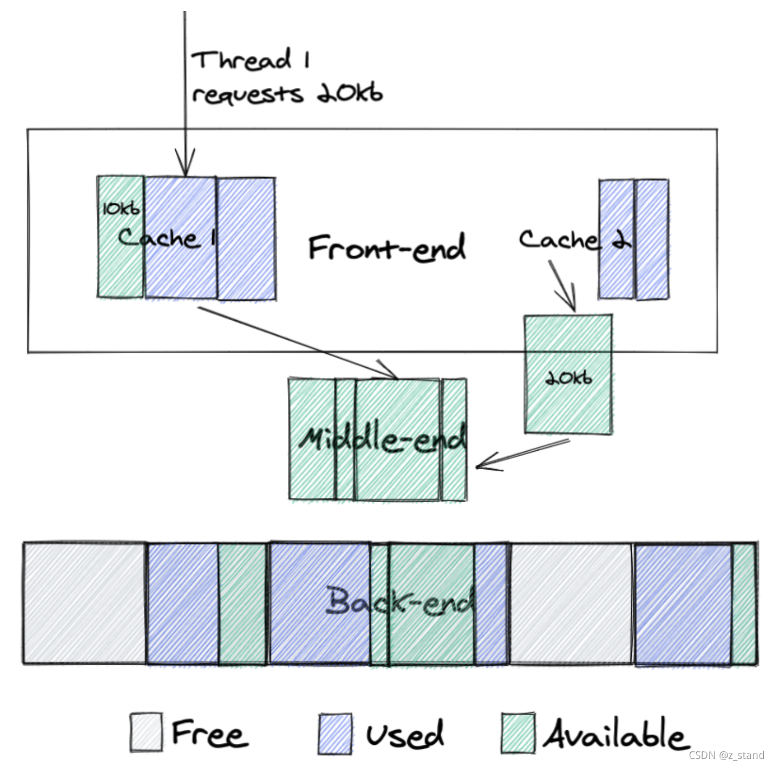 Thread 1
requests 20kb
10kb
Cache 1
Front-end
Cache 2
20kb
Middle-end
Back-end
Free
Used
Available
CSDN @z_stand